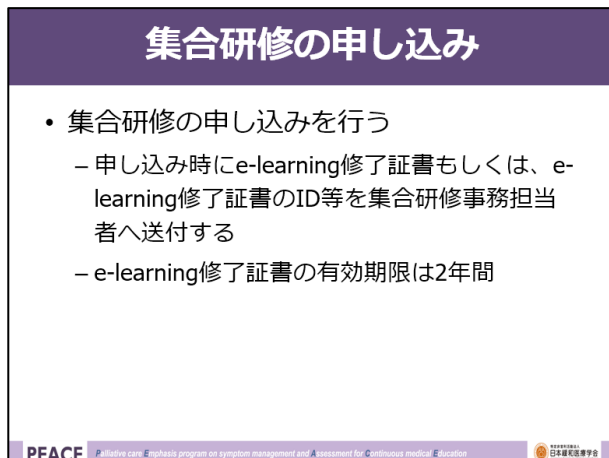 集合研修の申し込み
• 集合研修の申し込みを行う
– 申し込み時にe-learning修了証書もしくは、e-
learning修了証書のID等を集合研修事務担当
者へ送付する
– e-learning修了証書の有効期限は2年間
PEACE Palliative care Emphasis program on symptom management and Assessment for Continuous medical Education
日本緩和医療学会